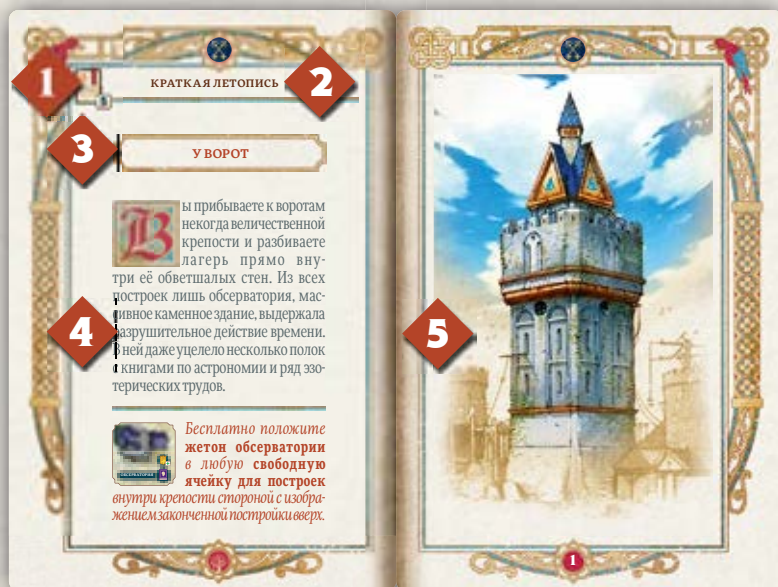 1
2
КРАТКАЯ ЛЕТОПИСЬ
3
У ВОРОТ
Вы прибываете к воротам
некогда величественной
крепости и разбиваете
лагерь прямо вну-
три её обветшалых стен. Из всех
построек лишь обсерватория, мас-
сивное каменное здание, выдержала
разрушительное действие времени.
В ней даже уцелело несколько полок
с книгами по астрономии и ряд эзо-
терических трудов.
4
Бесплатно положите
жетон обсерватории
в любую свободную
ячейку для построек
внутри крепости стороной с изобра-
жением законченной постройки вверх.
ОБСЕРВАТОРИЯ
5
1